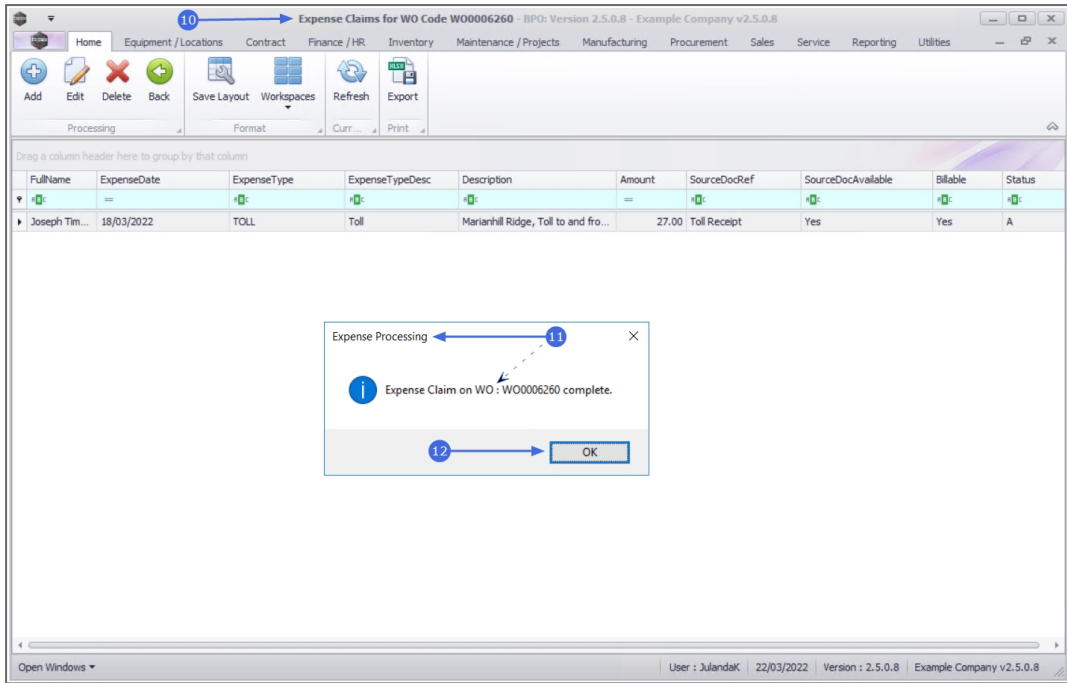 10
Expense Claims for WO Code WO0006260 - BPO: Version 2.5.0.8 - Example Company v2.5.0.8
Home Equipment / Locations Contract Finance / HR Inventory Maintenance / Projects Manufacturing Procurement Sales Service Reporting Utilities
Add Edit Delete Back Save Layout Workspaces Refresh Export
Processing Format Curr... Print
Drag a column header here to group by that column
FullName ExpenseDate ExpenseType ExpenseTypeDesc Description Amount SourceDocRef SourceDocAvailable Billable Status
= =
Joseph Tim... 18/03/2022 TOLL Toll Marianhill Ridge, Toll to and fro... 27.00 Toll Receipt Yes Yes A
Expense Processing 11
Expense Claim on WO : WO0006260 complete.
12 OK
Open Windows User : JulandaK 22/03/2022 Version : 2.5.0.8 Example Company v2.5.0.8